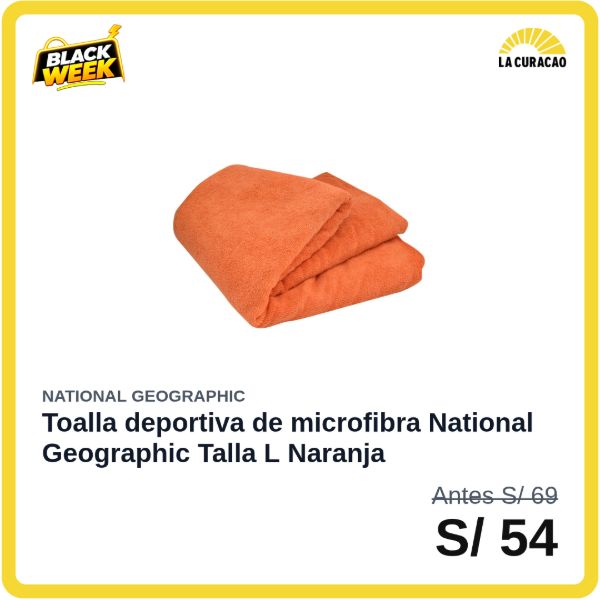 BLACK
WEEK
LA CURACAO
NATIONAL GEOGRAPHIC
Toalla deportiva de microfibra National
Geographic Talla L Naranja
Antes S/ 69
S/ 54